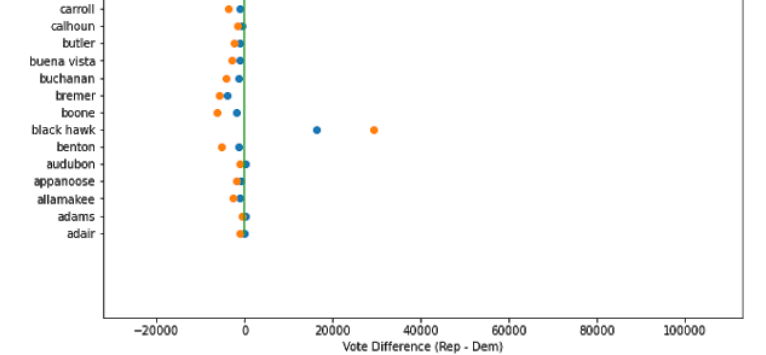 carroll
calhoun
butler
buena vista
buchanan
bremer
boone
black hawk
benton
audubon
appanoose
allamakee
adams
adair
−20000 0 20000 40000 60000 80000 100000
Vote Difference (Rep - Dem)